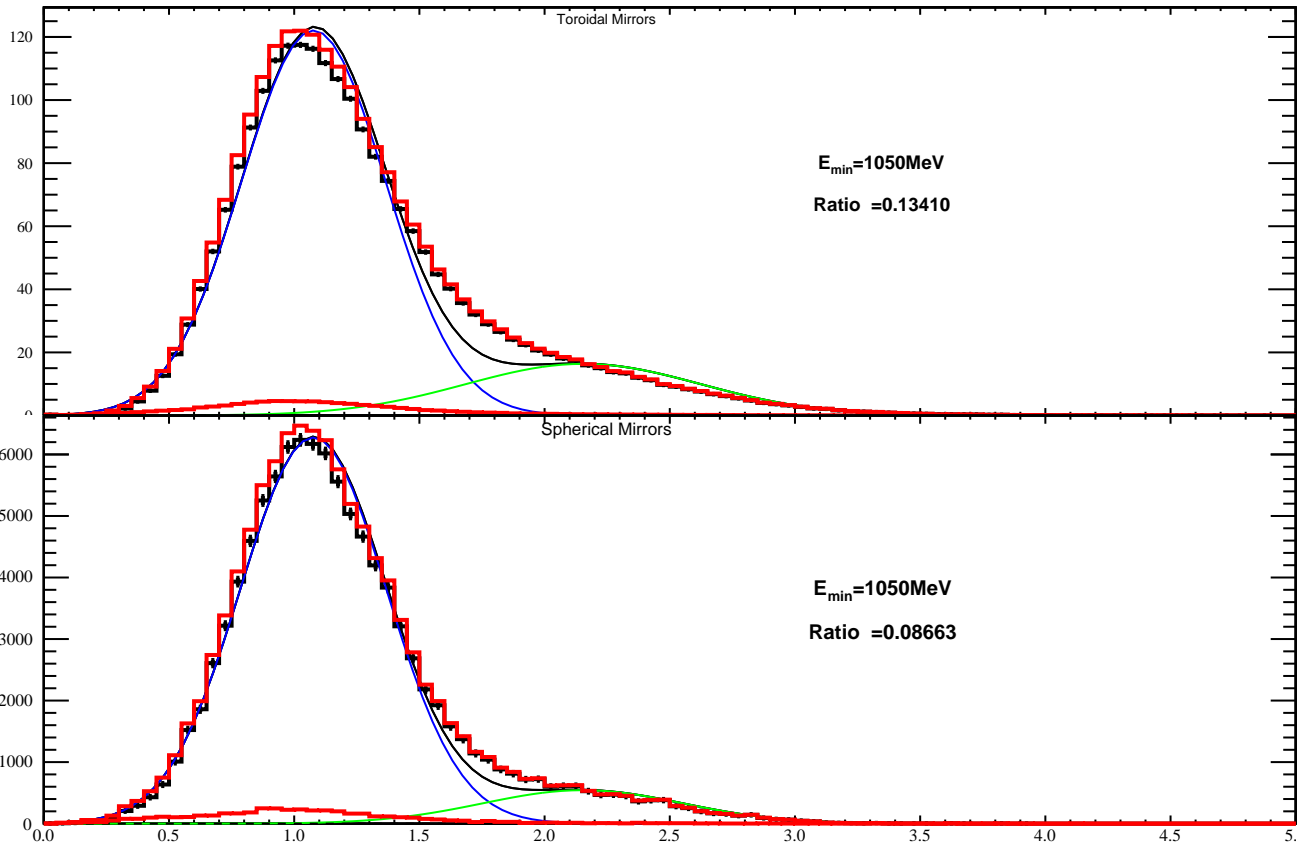 Toroidal Mirrors
120
100
80
60
40
20
0
E_min=1050MeV
Ratio =0.13410
Spherical Mirrors
6000
5000
4000
3000
2000
1000
0
E_min=1050MeV
Ratio =0.08663
0.0 0.5 1.0 1.5 2.0 2.5 3.0 3.5 4.0 4.5 5.